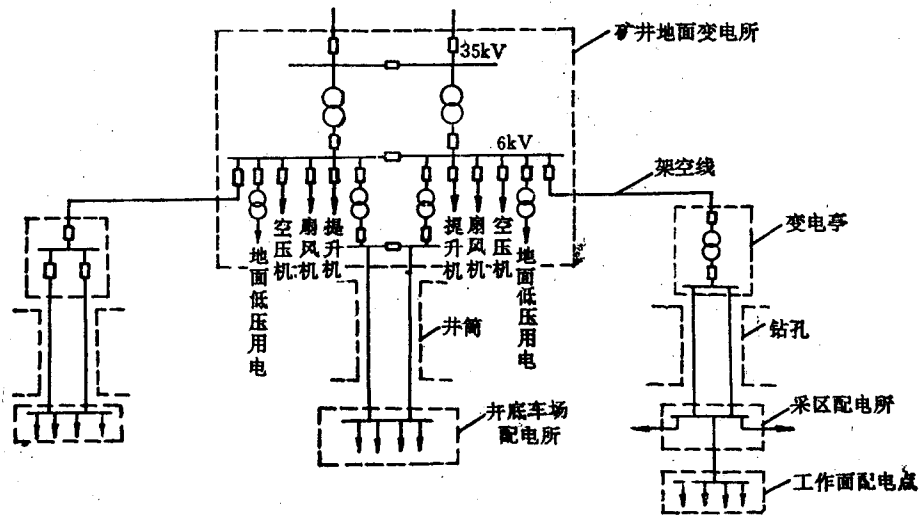 矿井地面变电所
35kV
6kV
架空线
地面低压用电
空压机
扇风机
提升机
提升机
扇风机
空压机
地面低压用电
变电亭
井筒
钻孔
井底车场
配电所
采区配电所
工作面配电点